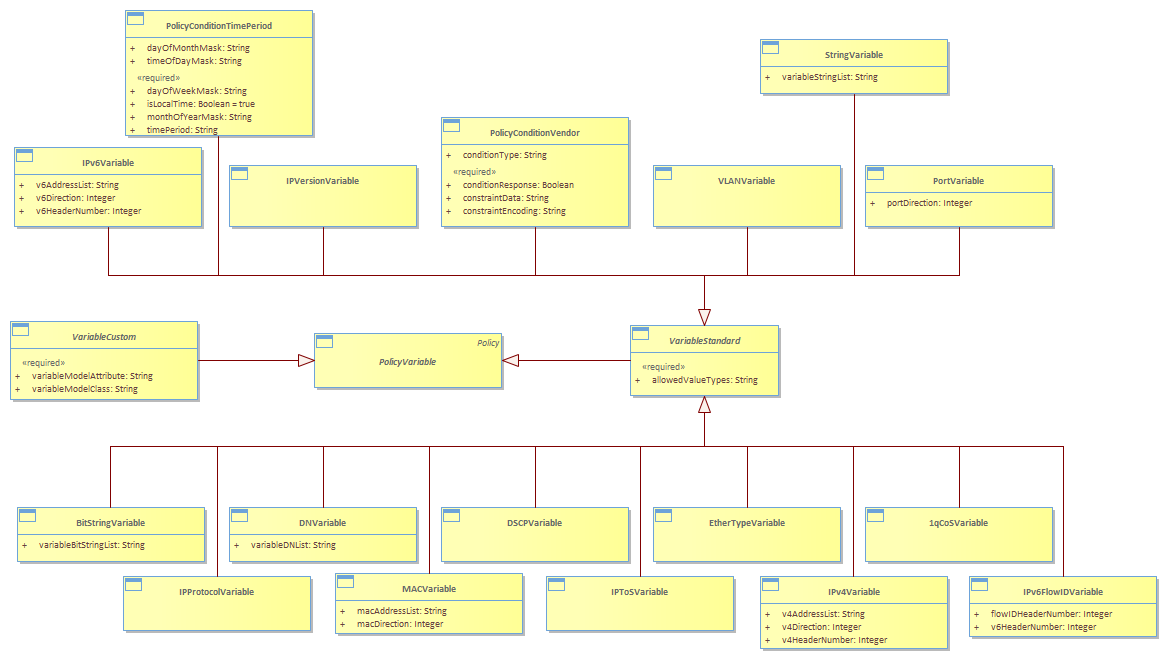 PolicyConditionTimePeriod
+ dayOfMonthMask: String
+ timeOfDayMask: String
«required»
+ dayOfWeekMask: String
+ isLocalTime: Boolean = true
+ monthOfYearMask: String
+ timePeriod: String
StringVariable
+ variableStringList: String
IPv6Variable
+ v6AddressList: String
+ v6Direction: Integer
+ v6HeaderNumber: Integer
IPVersionVariable
PolicyConditionVendor
+ conditionType: String
«required»
+ conditionResponse: Boolean
+ constraintData: String
+ constraintEncoding: String
VLANVariable
PortVariable
+ portDirection: Integer
VariableCustom
«required»
+ variableModelAttribute: String
+ variableModelClass: String
Policy
PolicyVariable
VariableStandard
«required»
+ allowedValueTypes: String
BitStringVariable
+ variableBitStringList: String
DNVariable
+ variableDNList: String
DSCPVariable
EtherTypeVariable
1qCoSVariable
IPProtocolVariable
MACVariable
+ macAddressList: String
+ macDirection: Integer
IPToSVariable
IPv4Variable
+ v4AddressList: String
+ v4Direction: Integer
+ v4HeaderNumber: Integer
IPv6FlowIDVariable
+ flowIDHeaderNumber: Integer
+ v6HeaderNumber: Integer